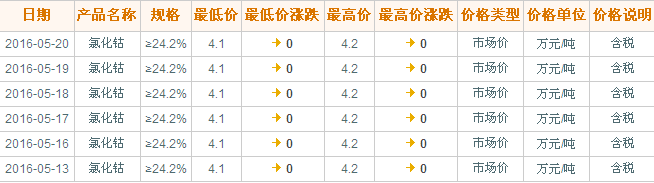 日期 产品名称 规格 最低价 最低价涨跌 最高价 最高价涨跌 价格类型 价格单位 价格说明
2016-05-20 氯化钴 ≥24.2% 4.1 → 0 4.2 → 0 市场价 万元/吨 含税
2016-05-19 氯化钴 ≥24.2% 4.1 → 0 4.2 → 0 市场价 万元/吨 含税
2016-05-18 氯化钴 ≥24.2% 4.1 → 0 4.2 → 0 市场价 万元/吨 含税
2016-05-17 氯化钴 ≥24.2% 4.1 → 0 4.2 → 0 市场价 万元/吨 含税
2016-05-16 氯化钴 ≥24.2% 4.1 → 0 4.2 → 0 市场价 万元/吨 含税
2016-05-13 氯化钴 ≥24.2% 4.1 → 0 4.2 → 0 市场价 万元/吨 含税